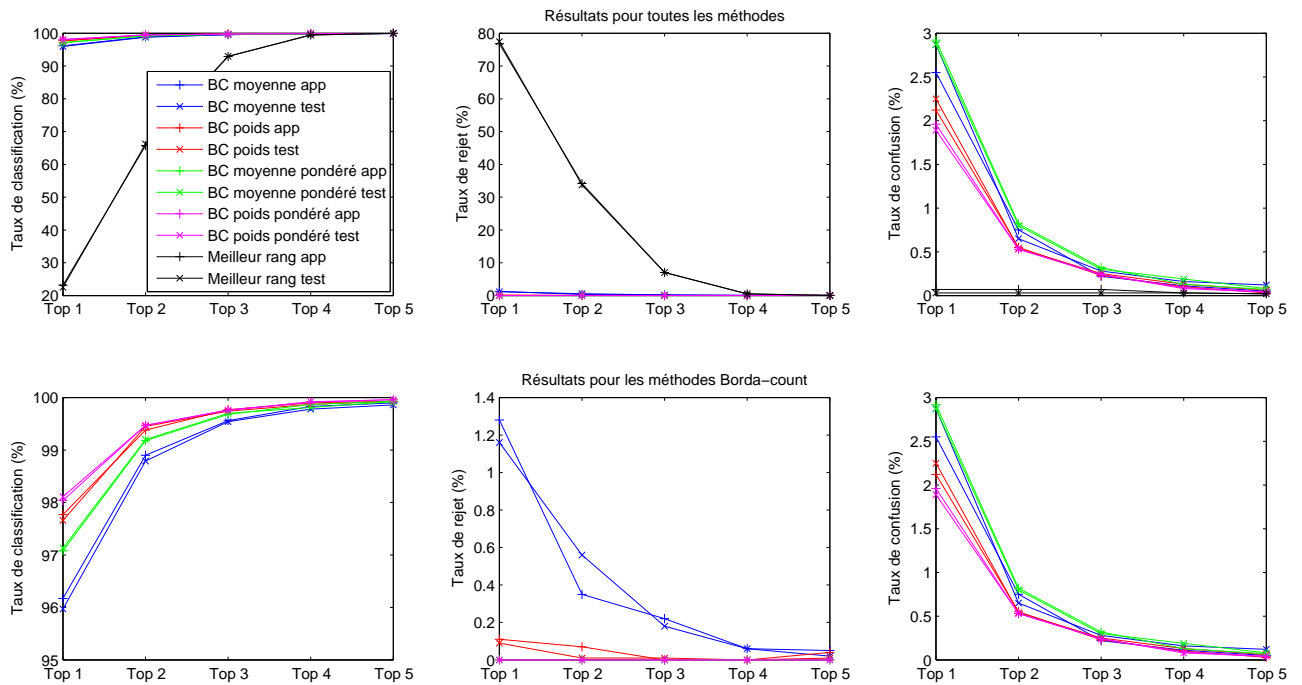 Résultats pour toutes les méthodes
Taux de classification (%)
100
90
80
70
60
50
40
30
20
Top 1 Top 2 Top 3 Top 4 Top 5
BC moyenne app
BC moyenne test
BC poids app
BC poids test
BC moyenne pondéré app
BC moyenne pondéré test
BC poids pondéré app
BC poids pondéré test
Meilleur rang app
Meilleur rang test
Taux de rejet (%)
80
70
60
50
40
30
20
10
0
Top 1 Top 2 Top 3 Top 4 Top 5
Taux de confusion (%)
3
2.5
2
1.5
1
0.5
0
Top 1 Top 2 Top 3 Top 4 Top 5
Résultats pour les méthodes Borda−count
Taux de classification (%)
100
99
98
97
96
95
Top 1 Top 2 Top 3 Top 4 Top 5
Taux de rejet (%)
1.4
1.2
1
0.8
0.6
0.4
0.2
0
Top 1 Top 2 Top 3 Top 4 Top 5
Taux de confusion (%)
3
2.5
2
1.5
1
0.5
0
Top 1 Top 2 Top 3 Top 4 Top 5